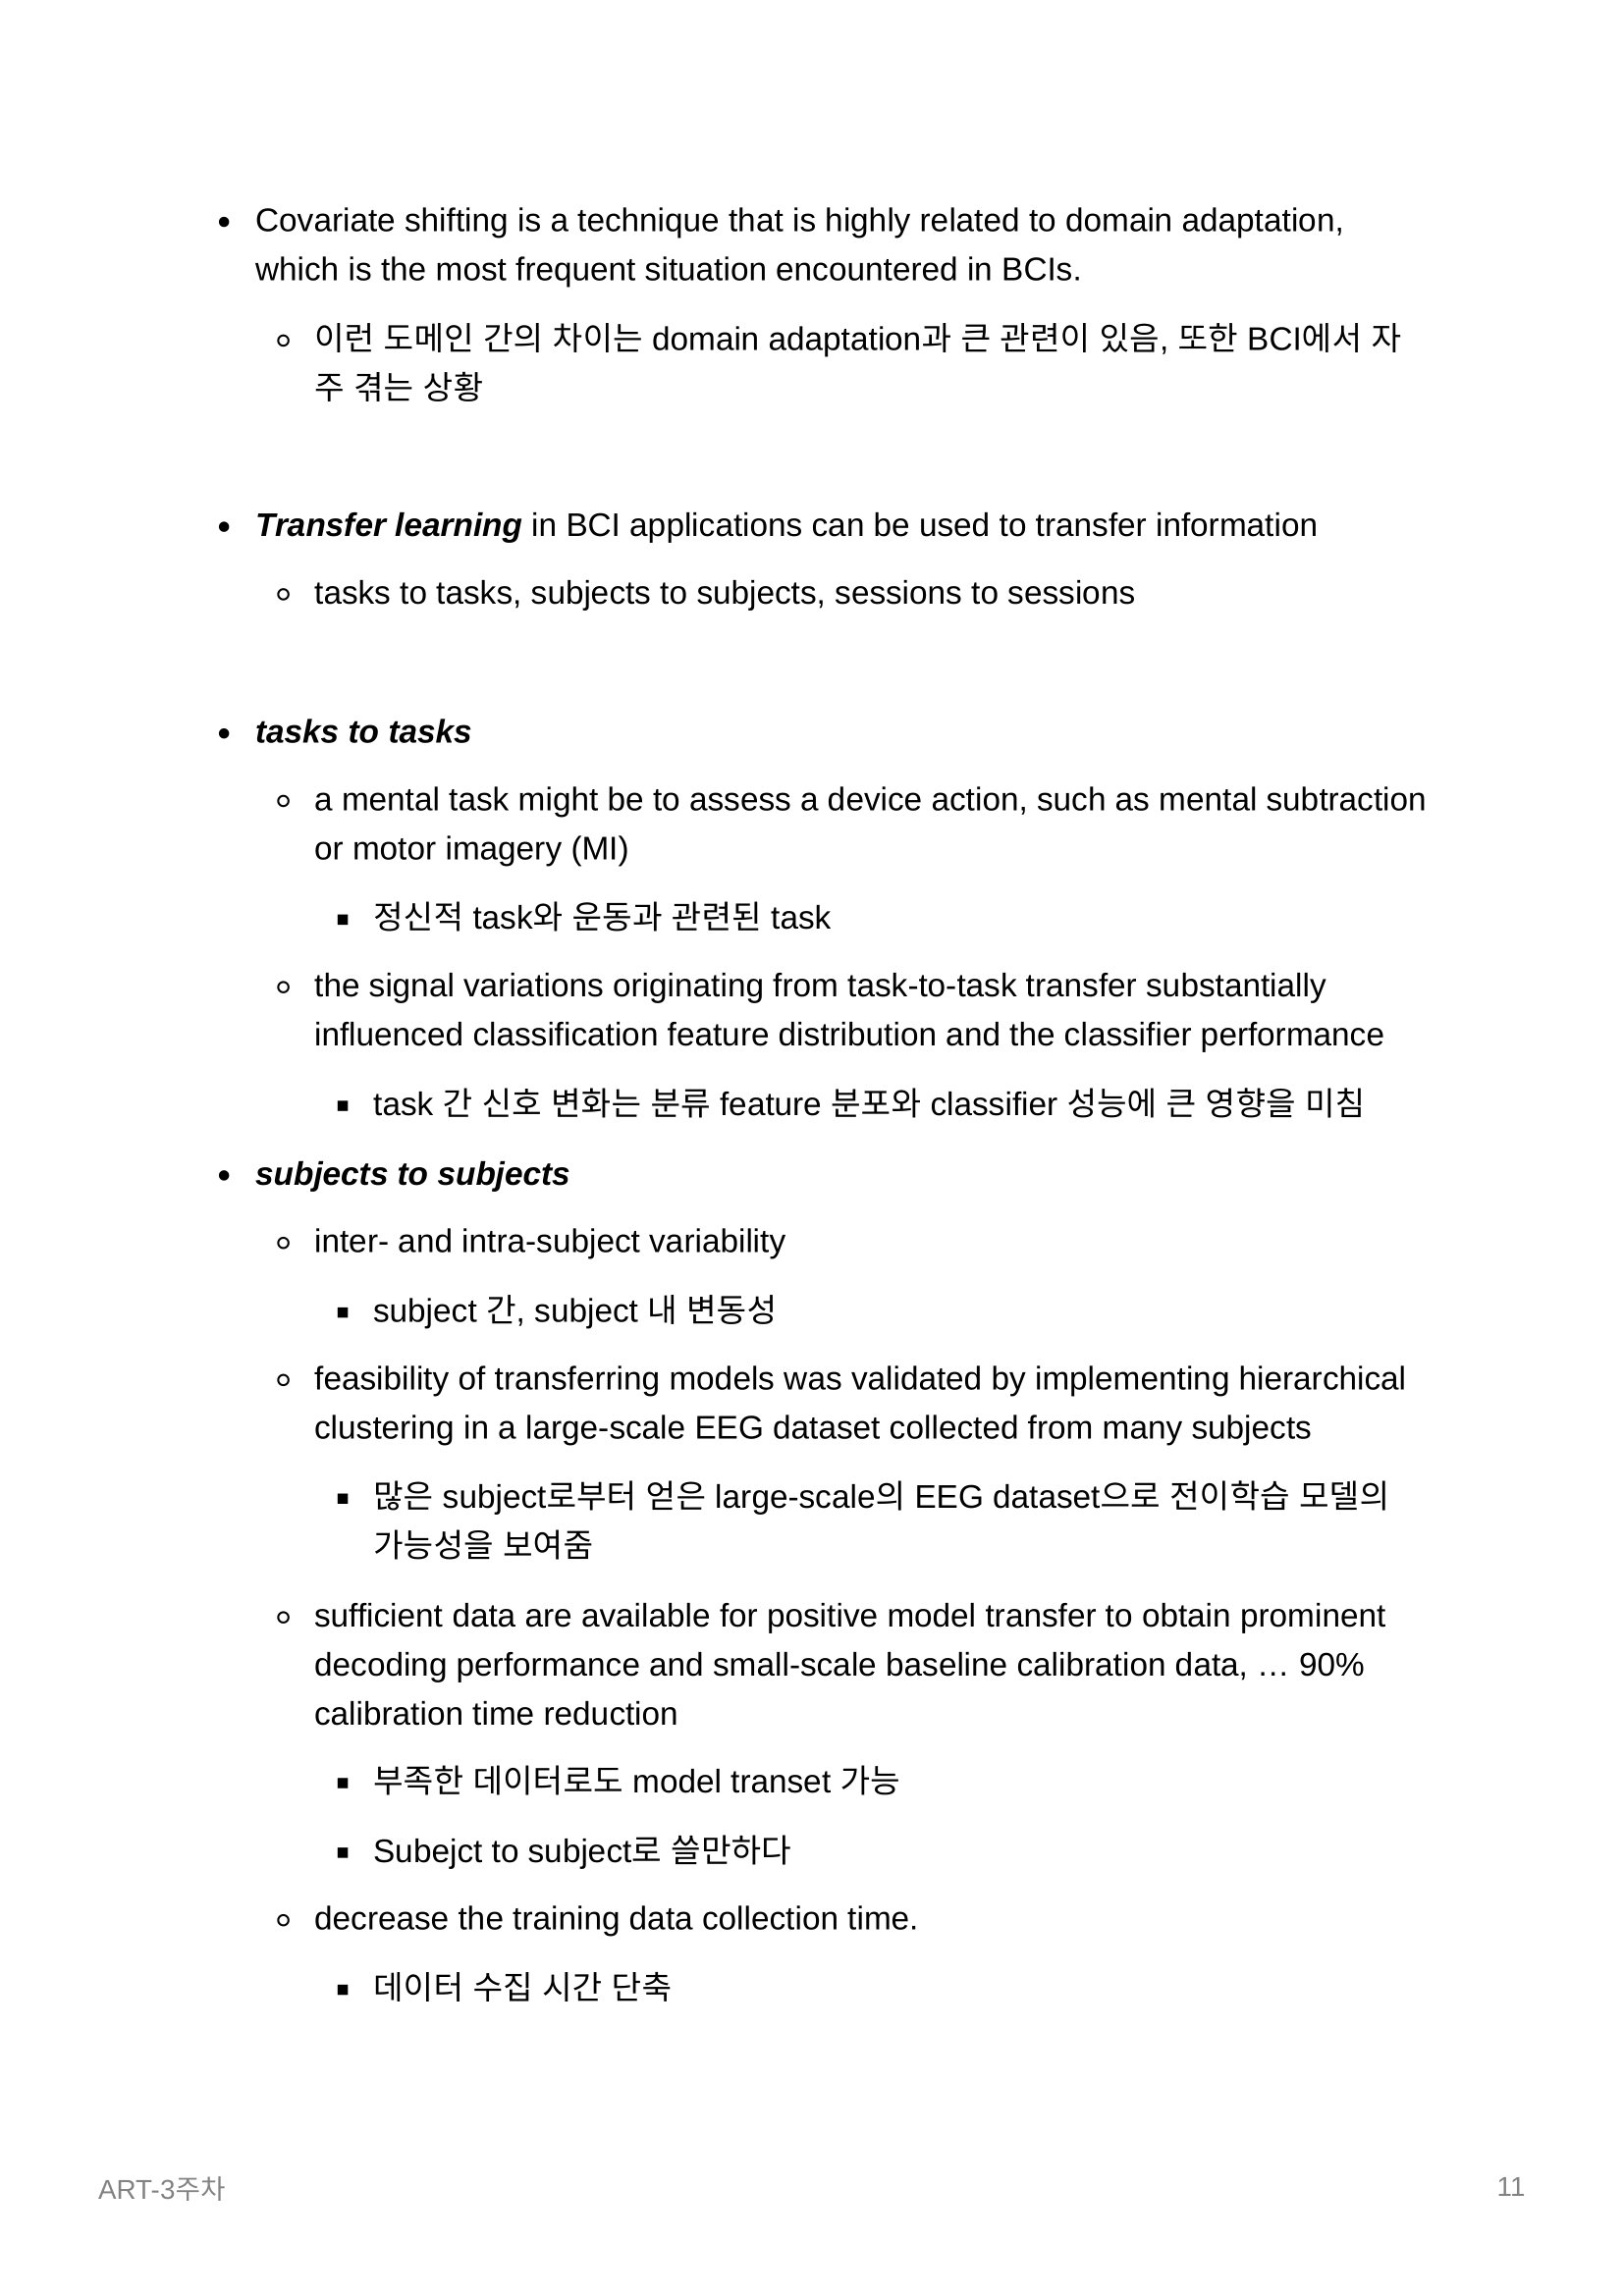 Covariate shifting is a technique that is highly related to domain adaptation,
which is the most frequent situation encountered in BCIs.
이런 도메인 간의 차이는 domain adaptation과 큰 관련이 있음, 또한 BCI에서 자
주 겪는 상황
Transfer learning in BCI applications can be used to transfer information
tasks to tasks, subjects to subjects, sessions to sessions
tasks to tasks
a mental task might be to assess a device action, such as mental subtraction
or motor imagery (MI)
정신적 task와 운동과 관련된 task
the signal variations originating from task-to-task transfer substantially
influenced classification feature distribution and the classifier performance
task 간 신호 변화는 분류 feature 분포와 classifier 성능에 큰 영향을 미침
subjects to subjects
inter- and intra-subject variability
subject 간, subject 내 변동성
feasibility of transferring models was validated by implementing hierarchical
clustering in a large-scale EEG dataset collected from many subjects
많은 subject로부터 얻은 large-scale의 EEG dataset으로 전이학습 모델의
가능성을 보여줌
sufficient data are available for positive model transfer to obtain prominent
decoding performance and small-scale baseline calibration data, … 90%
calibration time reduction
부족한 데이터로도 model transet 가능
Subejct to subject로 쓸만하다
decrease the training data collection time.
데이터 수집 시간 단축
ART-3주차
11